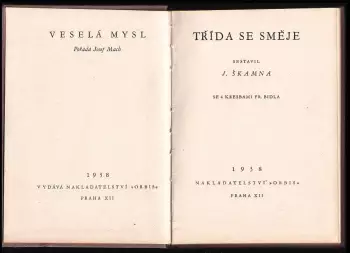 VESELÁ MYSL
Pořádá Josef Mach
1938
VYDÁVÁ NAKLADATELSTVÍ »ORBIS«
PRAHA XII
TŘÍDA SE SMĚJE
SESTAVIL
J. ŠKAMNA
SE 4 KRESBAMI FR. BIDLA
1938
NAKLADATELSTVÍ »ORBIS«
PRAHA XII